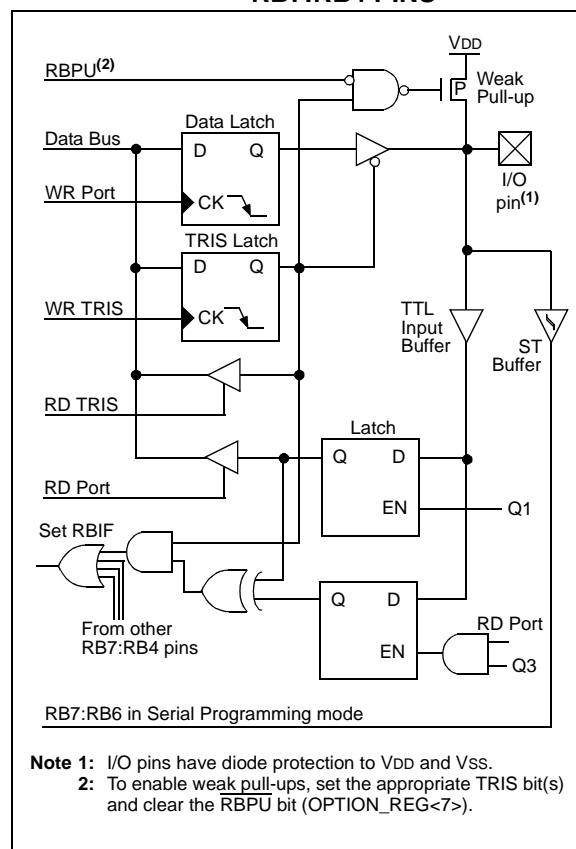 VDD
RBPU(2)
P
Weak
Pull-up
Data Latch
Data Bus
D Q
WR Port
CK
I/O
pin(1)
TRIS Latch
D Q
WR TRIS
CK
TTL
Input
Buffer
ST
Buffer
RD TRIS
Latch
Q D
RD Port
EN
Q1
Set RBIF
Q D
RD Port
From other
RB7:RB4 pins
EN
Q3
RB7:RB6 in Serial Programming mode
Note 1: I/O pins have diode protection to VDD and VSS.
2: To enable weak pull-ups, set the appropriate TRIS bit(s)
and clear the RBPU bit (OPTION_REG<7>).